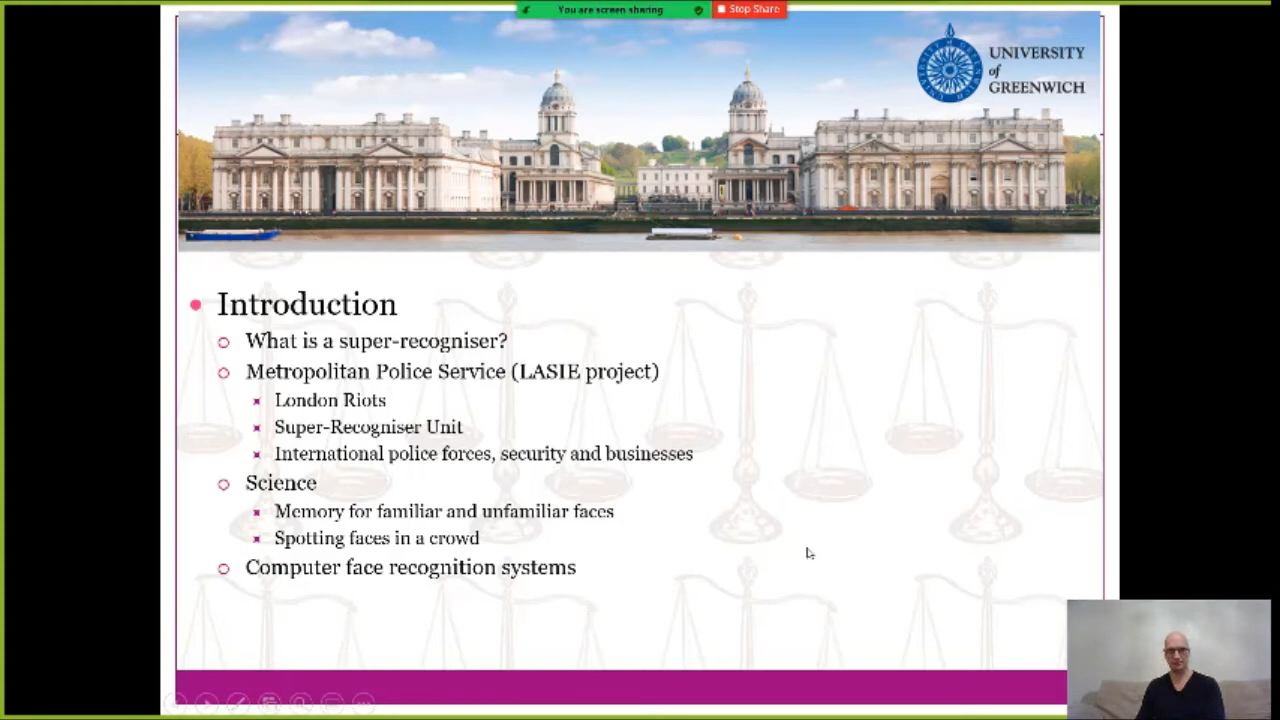 You are screen sharing
Stop Share
UNIVERSITY
of
GREENWICH
Introduction
What is a super-recogniser?
Metropolitan Police Service (LASIE project)
London Riots
Super-Recogniser Unit
International police forces, security and businesses
Science
Memory for familiar and unfamiliar faces
Spotting faces in a crowd
Computer face recognition systems